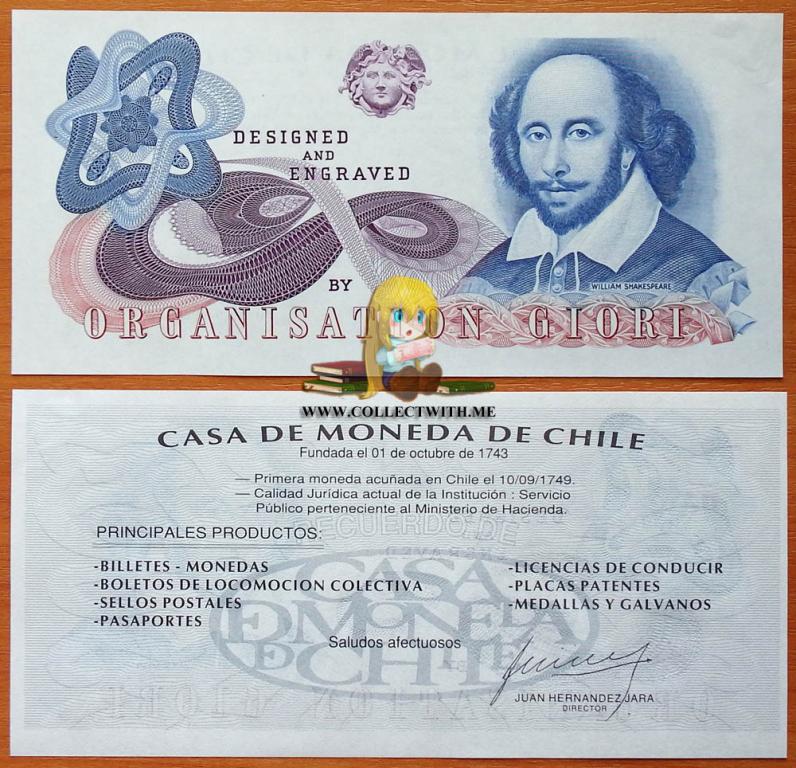 DESIGNED
AND
ENGRAVED
BY
WILLIAM SHAKESPEARE
ORGANISATION GIORI
WWW.COLLECTWITH.ME
CASA DE MONEDA DE CHILE
Fundada el 01 de octubre de 1743
— Primera moneda acuñada en Chile el 10/09/1749.
— Calidad Jurídica actual de la Institución : Servicio
Público perteneciente al Ministerio de Hacienda.
RECUERDO DE
PRINCIPALES PRODUCTOS:
-BILLETES - MONEDAS
-BOLETOS DE LOCOMOCION COLECTIVA
-SELLOS POSTALES
-PASAPORTES
-LICENCIAS DE CONDUCIR
-PLACAS PATENTES
-MEDALLAS Y GALVANOS
CASA
DE MONEDA
DE CHILE
Saludos afectuosos
JUAN HERNANDEZ JARA
DIRECTOR